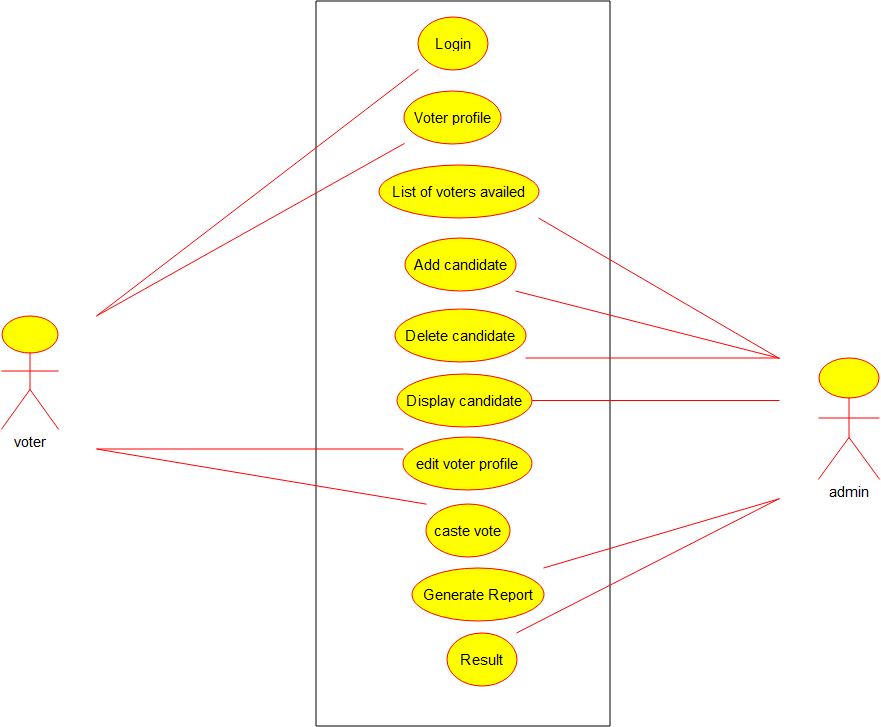 Login
Voter profile
List of voters availed
Add candidate
Delete candidate
Display candidate
edit voter profile
caste vote
Generate Report
Result
voter
admin